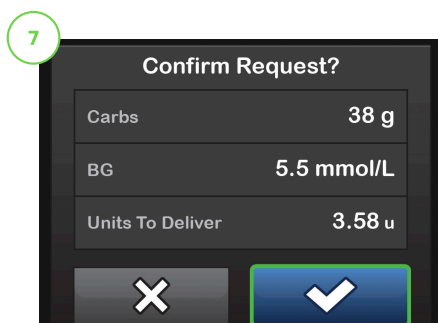 7
Confirm Request?
Carbs 38 g
BG 5.5 mmol/L
Units To Deliver 3.58 u